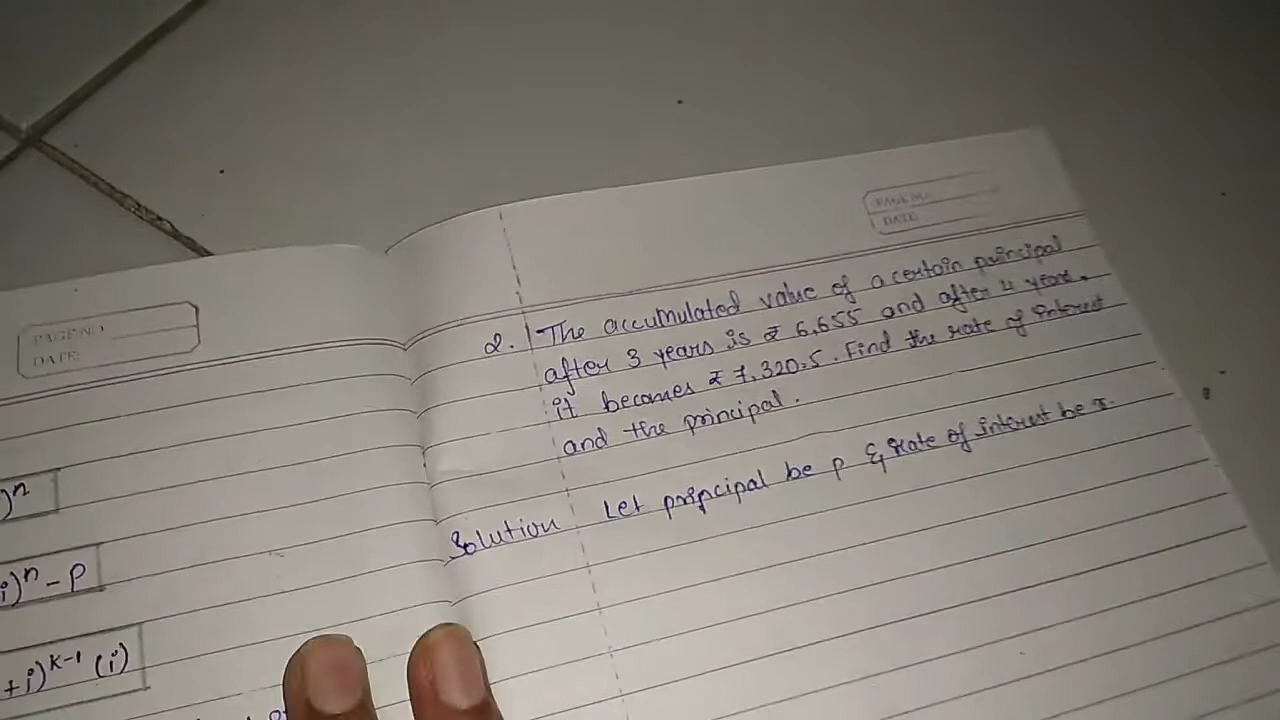 PAGE NO.
DATE:
)^n
i)^n - P
+i)^k-1 (i)
PAGE NO.
DATE:
2. The accumulated value of a certain principal
after 3 years is ₹ 6,655 and after 4 years.
it becomes ₹ 7,320.5. Find the rate of interest
and the principal.
Solution Let principal be P & rate of interest be r.